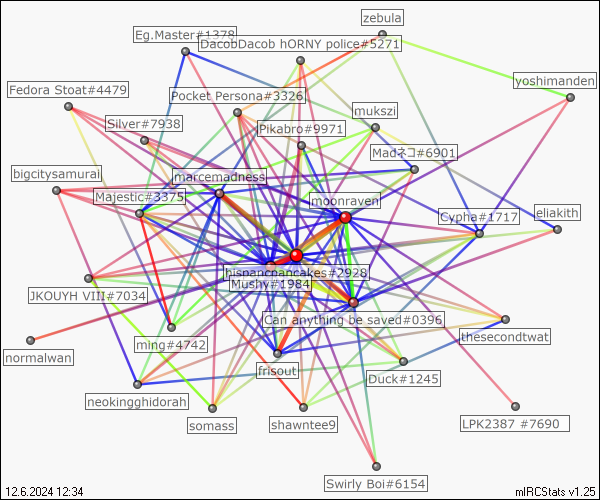 zebula
Eg.Master#1378
DacobDacob hORNY police#5271
yoshimanden
Fedora Stoat#4479
Pocket Persona#3326
mukszi
Silver#7938
Pikabro#9971
Madネコ#6901
bigcitysamurai
marcemadness
Majestic#3375
moonraven
Cypha#1717
eliakith
hispanicpancakes#2928
Mushy#1984
JKOUYH VIII#7034
Can anything be saved#0396
thesecondtwat
ming#4742
normalwan
frisout
Duck#1245
neokingghidorah
somass
shawntee9
LPK2387 #7690
Swirly Boi#6154
12.6.2024 12:34
mIRCStats v1.25